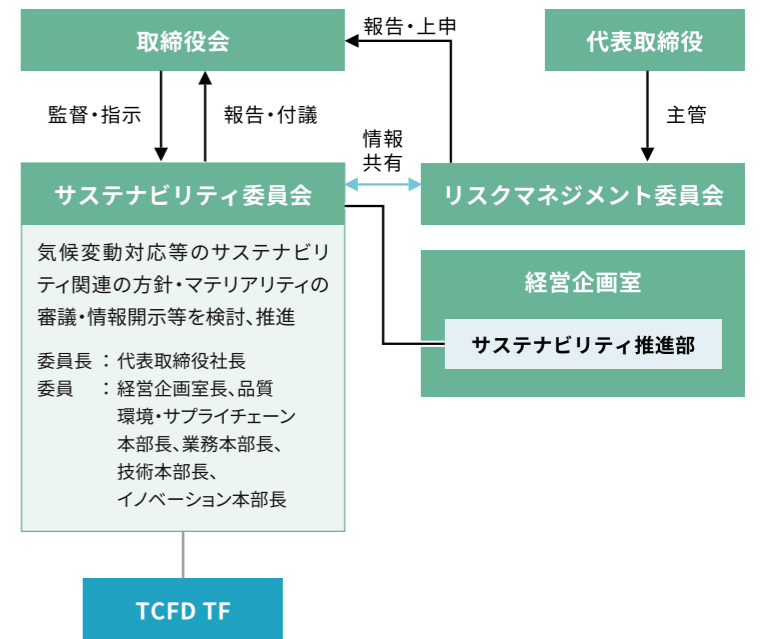 取締役会
報告・上申
代表取締役
監督・指示
報告・付議
主管
情報
共有
サステナビリティ委員会
リスクマネジメント委員会
気候変動対応等のサステナビリ
ティ関連の方針・マテリアリティの
審議・情報開示等を検討、推進
委員長 : 代表取締役社長
委員 : 経営企画室長、品質
環境・サプライチェーン
本部長、業務本部長、
技術本部長、
イノベーション本部長
経営企画室
サステナビリティ推進部
TCFD TF